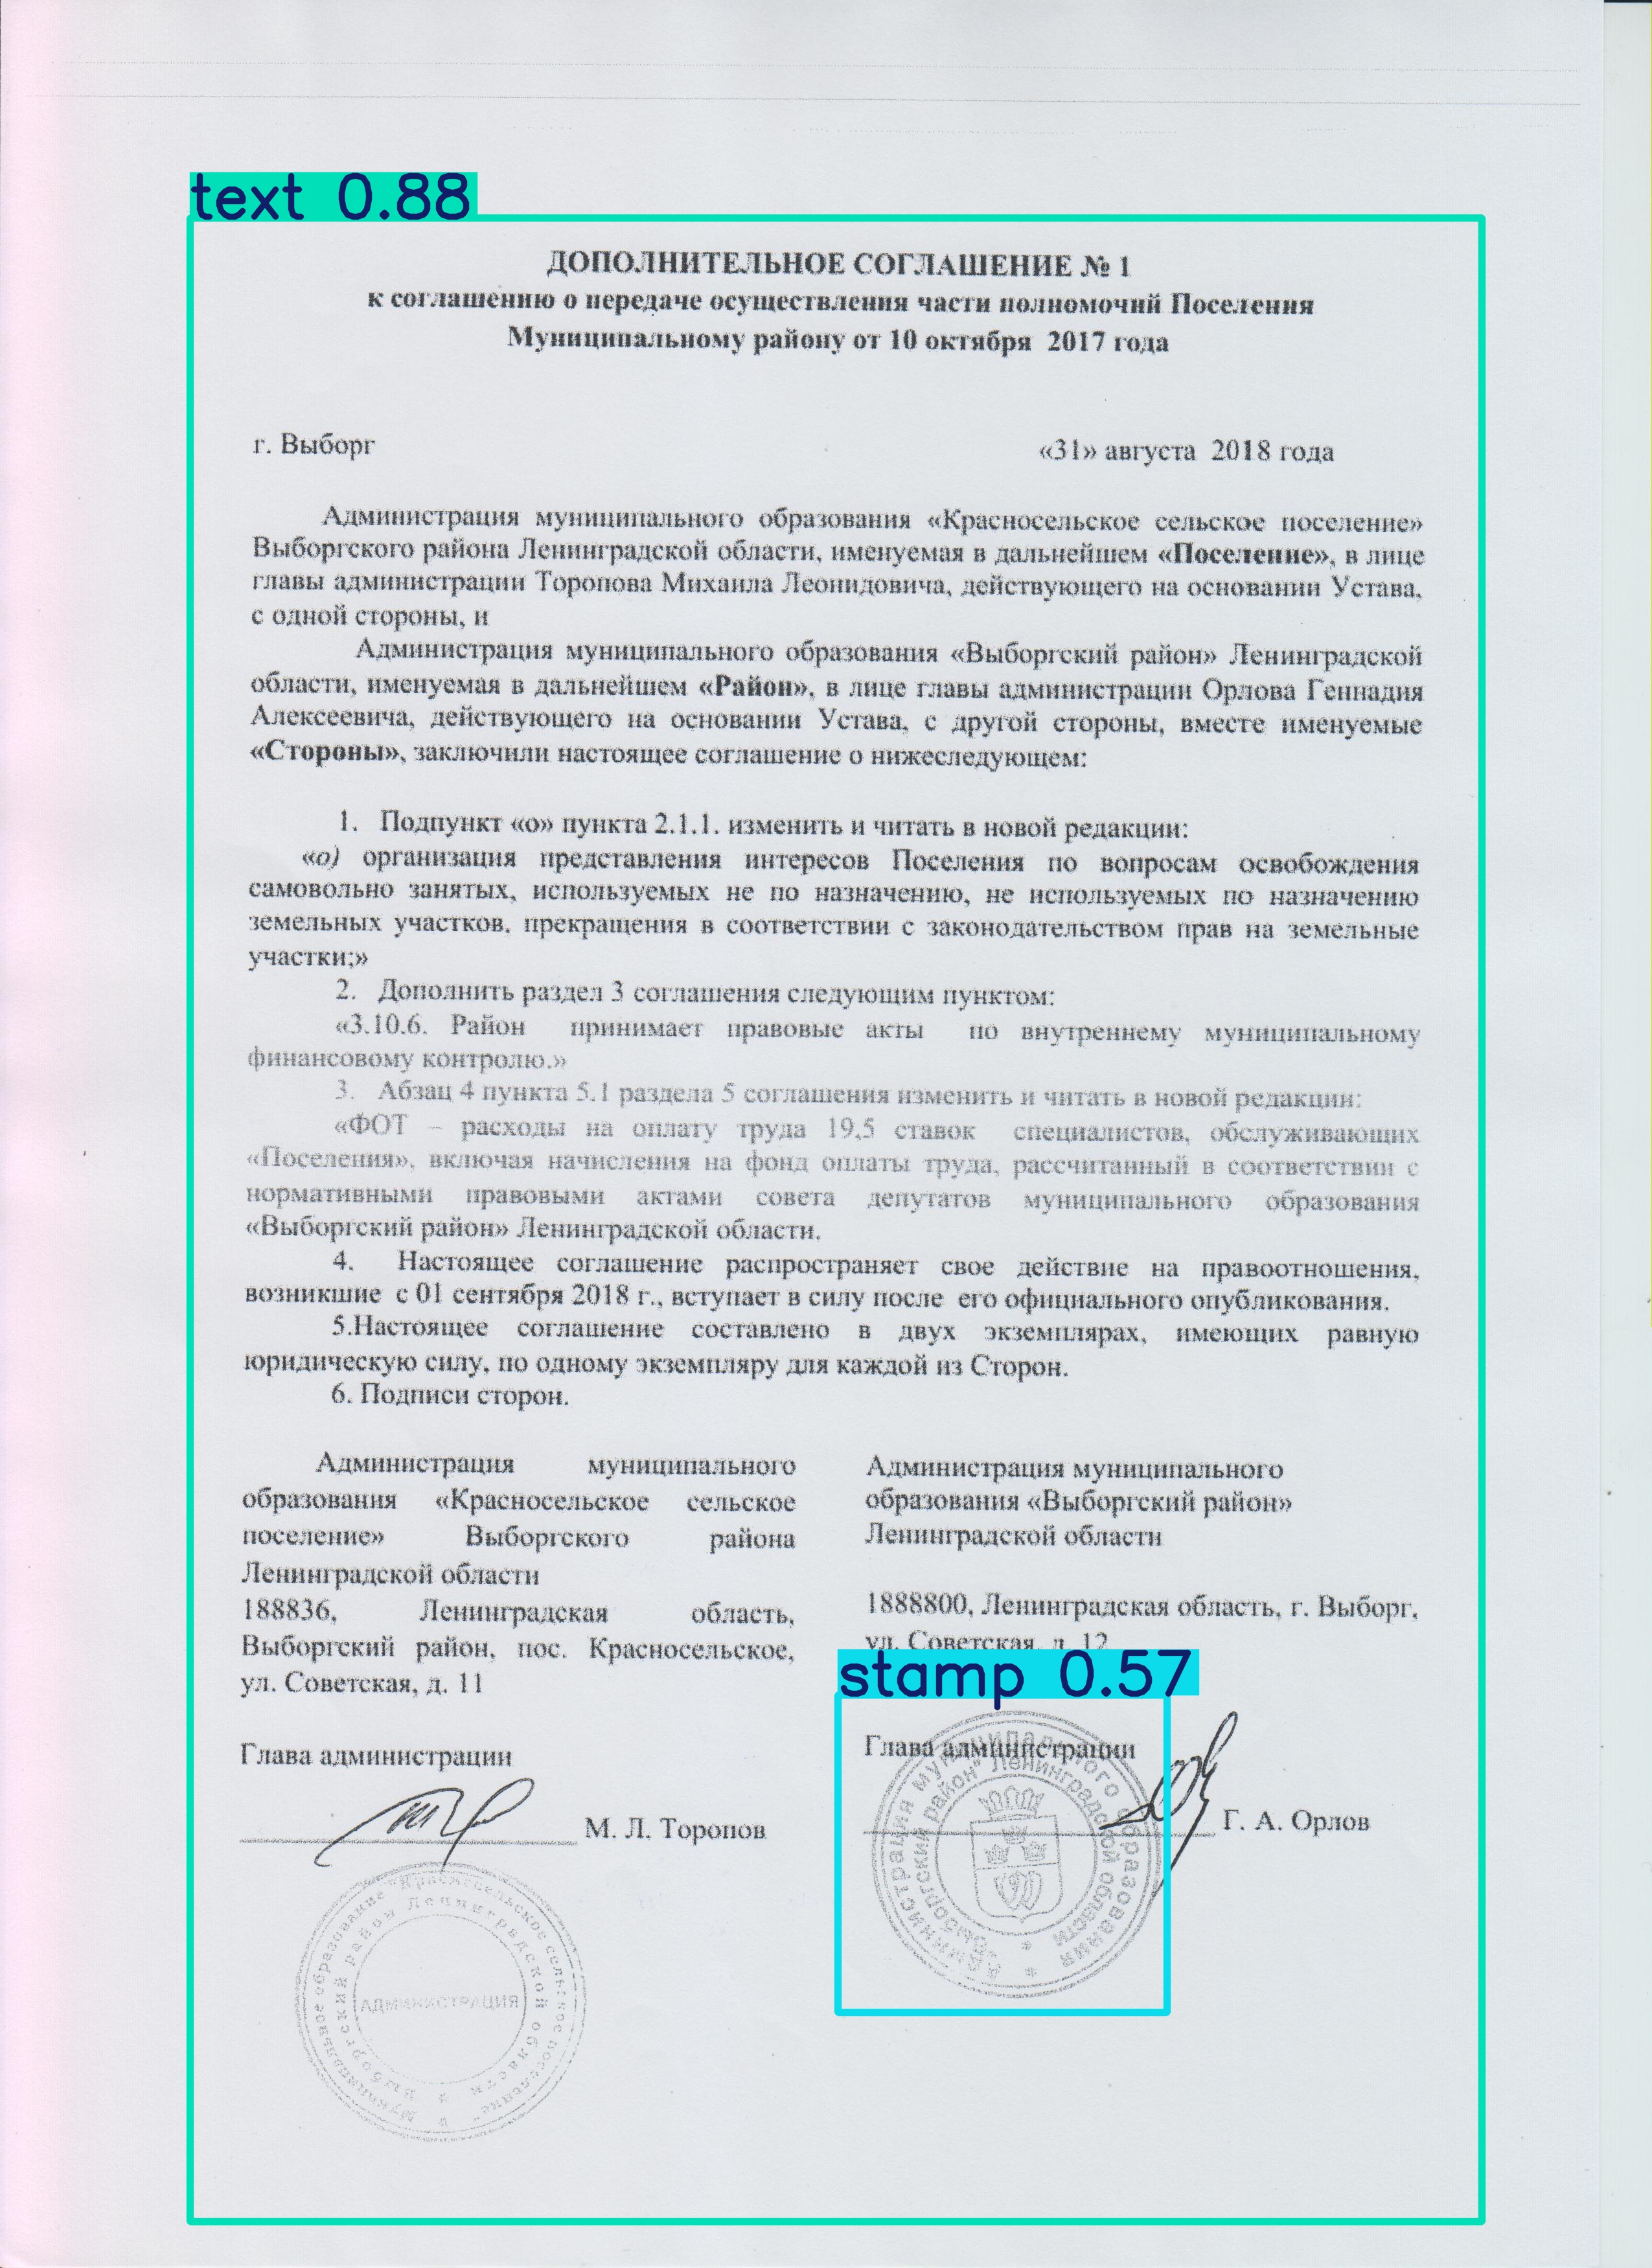 text 0.88
ДОПОЛНИТЕЛЬНОЕ СОГЛАШЕНИЕ № 1
к соглашению о передаче осуществления части полномочий Поселения
Муниципальному району от 10 октября 2017 года
г. Выборг «31» августа 2018 года
Администрация муниципального образования «Красносельское сельское поселение»
Выборгского района Ленинградской области, именуемая в дальнейшем «Поселение», в лице
главы администрации Торопова Михаила Леонидовича, действующего на основании Устава,
с одной стороны, и
Администрация муниципального образования «Выборгский район» Ленинградской
области, именуемая в дальнейшем «Район», в лице главы администрации Орлова Геннадия
Алексеевича, действующего на основании Устава, с другой стороны, вместе именуемые
«Стороны», заключили настоящее соглашение о нижеследующем:
1. Подпункт «о» пункта 2.1.1. изменить и читать в новой редакции:
«о) организация представления интересов Поселения по вопросам освобождения
самовольно занятых, используемых не по назначению, не используемых по назначению
земельных участков, прекращения в соответствии с законодательством прав на земельные
участки;»
2. Дополнить раздел 3 соглашения следующим пунктом:
«3.10.6. Район принимает правовые акты по внутреннему муниципальному
финансовому контролю.»
3. Абзац 4 пункта 5.1 раздела 5 соглашения изменить и читать в новой редакции:
«ФОТ – расходы на оплату труда 19,5 ставок специалистов, обслуживающих
«Поселения», включая начисления на фонд оплаты труда, рассчитанный в соответствии с
нормативными правовыми актами совета депутатов муниципального образования
«Выборгский район» Ленинградской области.
4. Настоящее соглашение распространяет свое действие на правоотношения,
возникшие с 01 сентября 2018 г., вступает в силу после его официального опубликования.
5.Настоящее соглашение составлено в двух экземплярах, имеющих равную
юридическую силу, по одному экземпляру для каждой из Сторон.
6. Подписи сторон.
Администрация муниципального
образования «Красносельское сельское
поселение» Выборгского района
Ленинградской области
188836, Ленинградская область,
Выборгский район, пос. Красносельское,
ул. Советская, д. 11
Глава администрации
М. Л. Торопов
Муниципальное образование "Красносельское сельское поселение"
Выборгский район Ленинградской области
АДМИНИСТРАЦИЯ
Администрация муниципального
образования «Выборгский район»
Ленинградской области
1888800, Ленинградская область, г. Выборг,
ул. Советская, д. 12
stamp 0.57
Глава администрации
Г. А. Орлов
Администрация муниципального образования
"Выборгский район" Ленинградской области